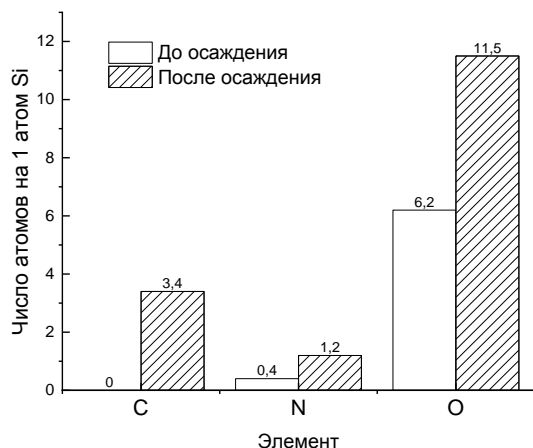 Число атомов на 1 атом Si
12
10
8
6
4
2
0
До осаждения
После осаждения
0
3,4
0,4
1,2
6,2
11,5
C
N
O
Элемент